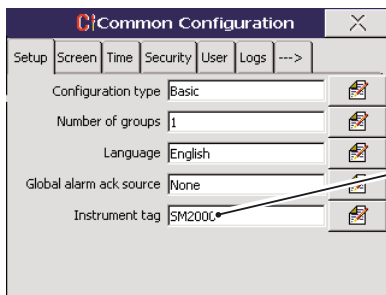 Common Configuration
Setup Screen Time Security User Logs --->
Configuration type Basic
Number of groups 1
Language English
Global alarm ack source None
Instrument tag SM2000